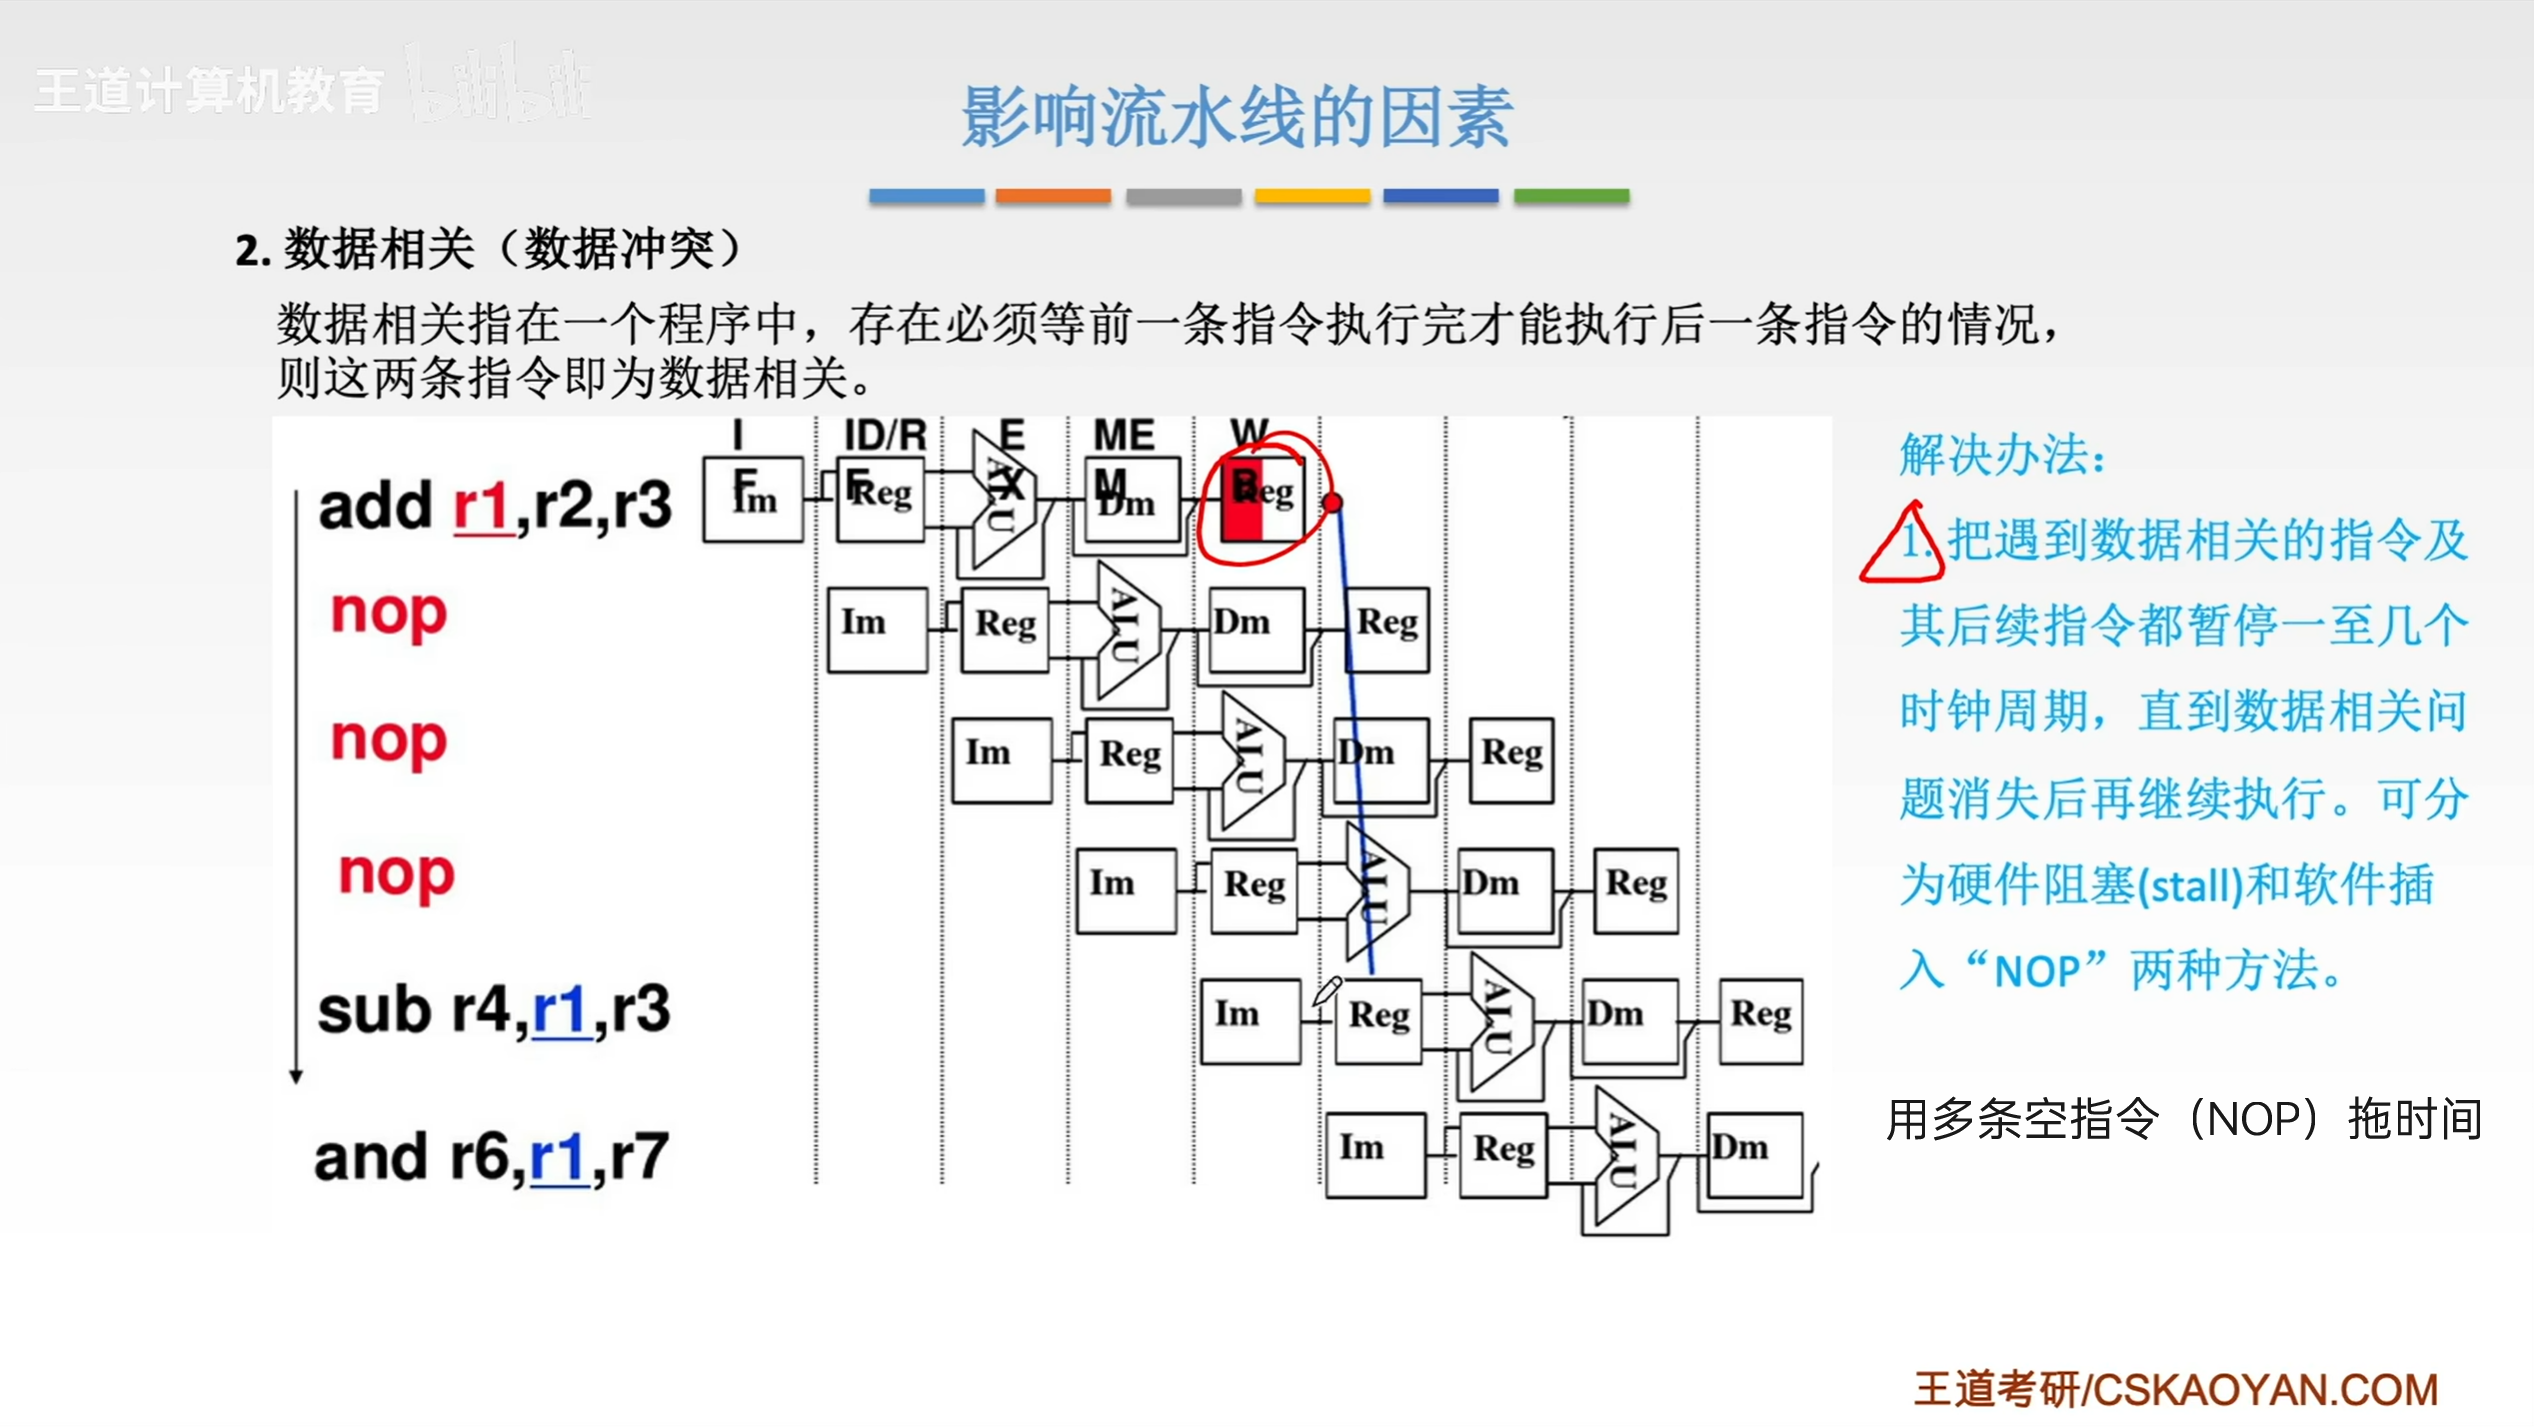 王道计算机教育 bilibili
影响流水线的因素
2. 数据相关（数据冲突）
数据相关指在一个程序中，存在必须等前一条指令执行完才能执行后一条指令的情况，
则这两条指令即为数据相关。
IF ID/RF EX MEM WB
add r1,r2,r3 Im Reg ALU Dm Reg
nop Im Reg ALU Dm Reg
nop Im Reg ALU Dm Reg
nop Im Reg ALU Dm Reg
sub r4,r1,r3 Im Reg ALU Dm Reg
and r6,r1,r7 Im Reg ALU Dm
解决办法：
1. 把遇到数据相关的指令及
其后续指令都暂停一至几个
时钟周期，直到数据相关问
题消失后再继续执行。可分
为硬件阻塞(stall)和软件插
入“NOP”两种方法。
用多条空指令（NOP）拖时间
王道考研/CSKAOYAN.COM